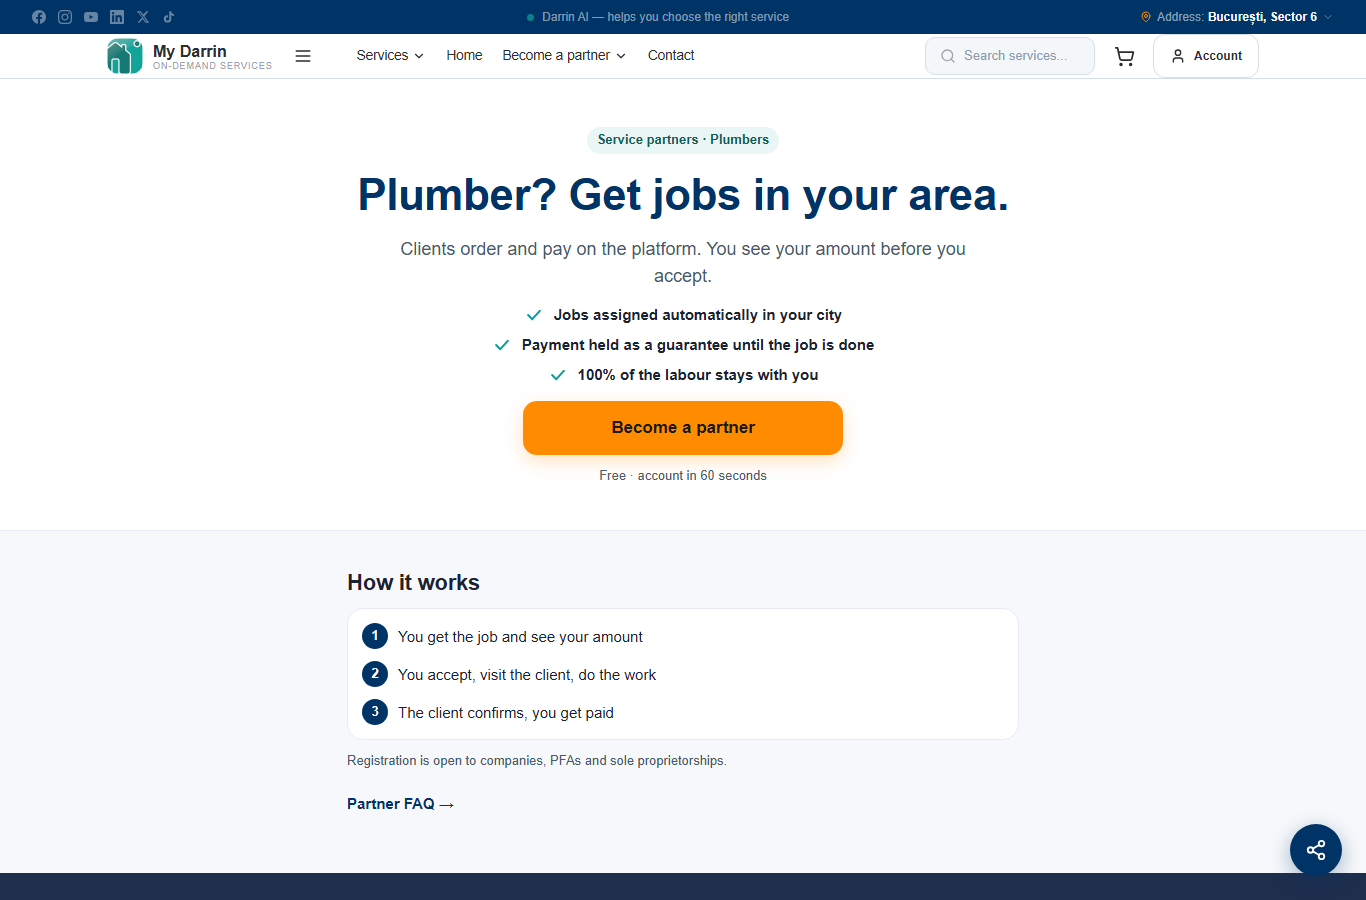 Darrin AI — helps you choose the right service
Address: București, Sector 6
My Darrin
ON-DEMAND SERVICES
Services
Home
Become a partner
Contact
Search services...
Account
Service partners · Plumbers
Plumber? Get jobs in your area.
Clients order and pay on the platform. You see your amount before you
accept.
Jobs assigned automatically in your city
Payment held as a guarantee until the job is done
100% of the labour stays with you
Become a partner
Free · account in 60 seconds
How it works
1 You get the job and see your amount
2 You accept, visit the client, do the work
3 The client confirms, you get paid
Registration is open to companies, PFAs and sole proprietorships.
Partner FAQ →